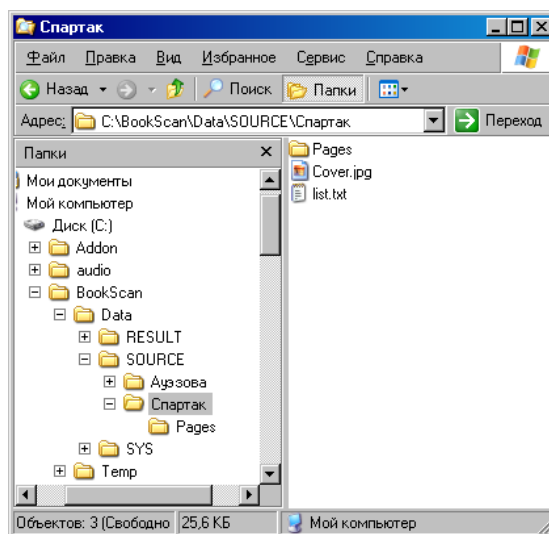 Спартак
Файл Правка Вид Избранное Сервис Справка
Назад Поиск Папки
Адрес: C:\BookScan\Data\SOURCE\Спартак Переход
Папки
Мои документы
Мой компьютер
Диск (C:)
Addon
audio
BookScan
Data
RESULT
SOURCE
Ауэзова
Спартак
Pages
SYS
Temp
Pages
Cover.jpg
list.txt
Объектов: 3 (Свободно 25,6 КБ Мой компьютер